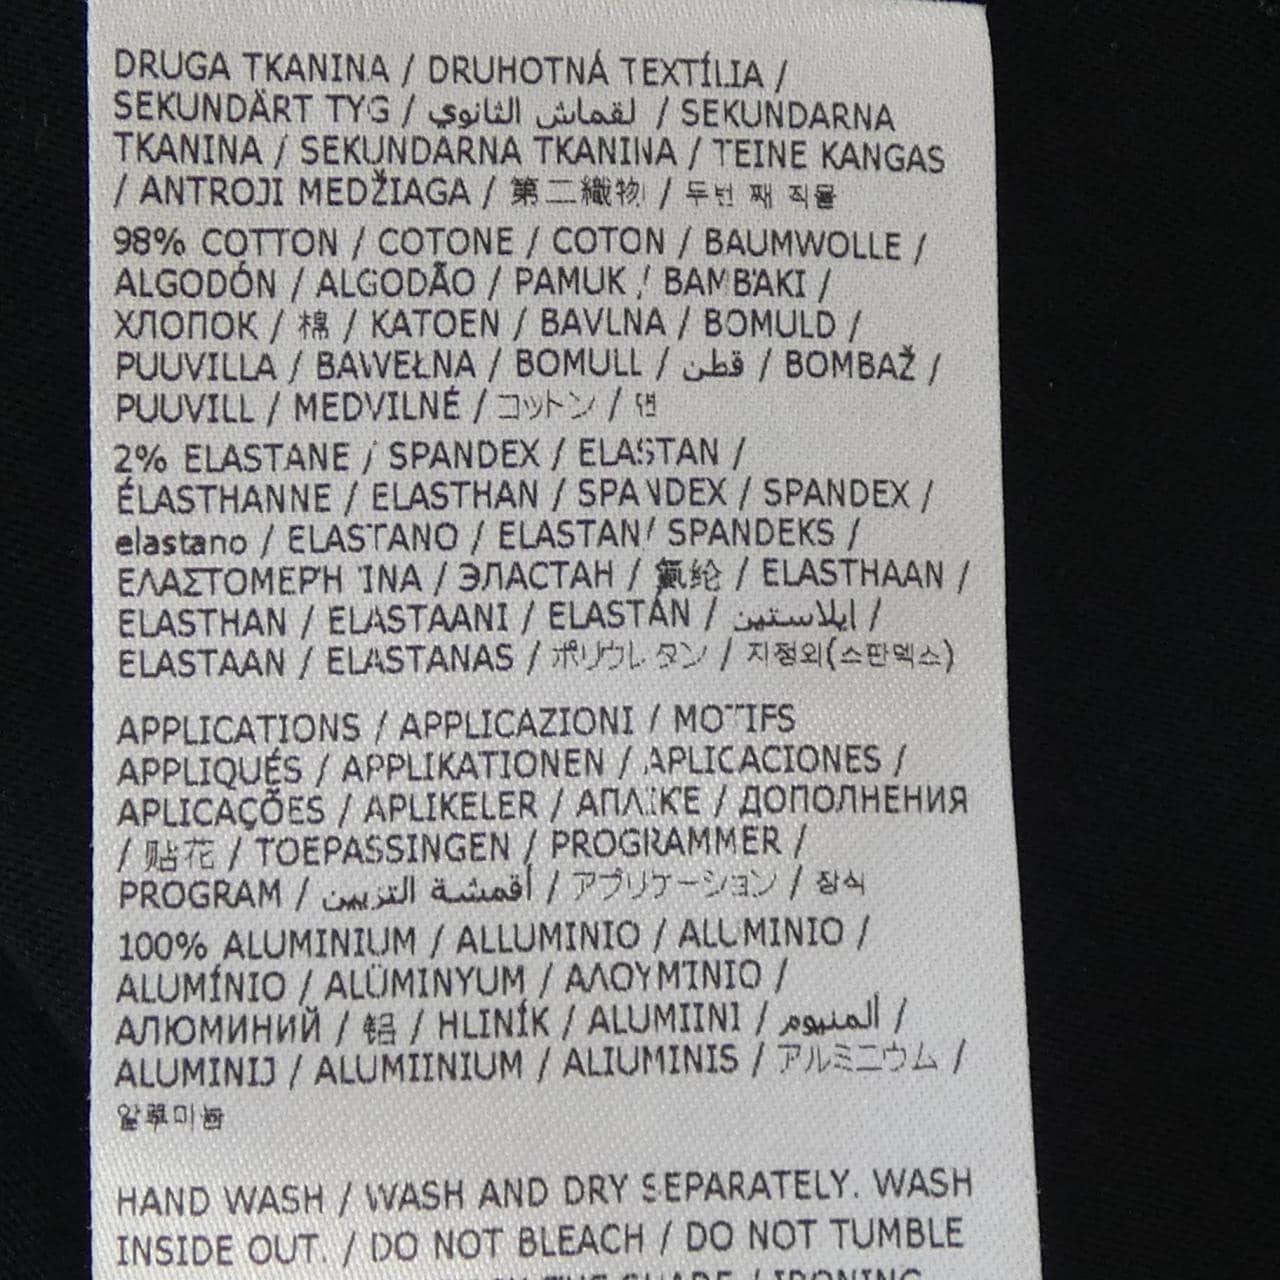 DRUGA TKANINA / DRUHOTNÁ TEXTÍLIA /
SEKUNDÄRT TYG / لقماش الثانوي / SEKUNDARNA
TKANINA / SEKUNDARNA TKANINA / TEINE KANGAS
/ ANTROJI MEDŽIAGA / 第二織物 / 두번 째 직물
98% COTTON / COTONE / COTON / BAUMWOLLE /
ALGODÓN / ALGODÃO / PAMUK / ΒΑΜΒΆΚΙ /
ХЛОПОК / 棉 / KATOEN / BAVLNA / BOMULD /
PUUVILLA / BAWEŁNA / BOMULL / قطن / BOMBAŽ /
PUUVILL / MEDVILNÉ / コットン / 면
2% ELASTANE / SPANDEX / ELASTAN /
ÉLASTHANNE / ELASTHAN / SPANDEX / SPANDEX /
elastano / ELASTANO / ELASTAN/ SPANDEKS /
ΕΛΑΣΤΟΜΕΡΉ ΊΝΑ / ЭЛАСТАН / 氨纶 / ELASTHAAN /
ELASTHAN / ELASTAANI / ELASTÁN / ايلاستين /
ELASTAAN / ELASTANAS / ポリウレタン / 지정외(스판덱스)
APPLICATIONS / APPLICAZIONI / MOTIFS
APPLIQUÉS / APPLIKATIONEN / APLICACIONES /
APLICAÇÕES / APLIKELER / ΑΠΛΊΚΕ / ДОПОЛНЕНИЯ
/ 贴花 / TOEPASSINGEN / PROGRAMMER /
PROGRAM / أقمشة التزيين / アプリケーション / 장식
100% ALUMINIUM / ALLUMINIO / ALUMINIO /
ALUMÍNIO / ALÜMINYUM / ΑΛΟΥΜΊΝΙΟ /
АЛЮМИНИЙ / 铝 / HLINÍK / ALUMIINI / ألمنيوم /
ALUMINIJ / ALUMIINIUM / ALIUMINIS / アルミニウム /
알루미늄
HAND WASH / WASH AND DRY SEPARATELY. WASH
INSIDE OUT. / DO NOT BLEACH / DO NOT TUMBLE